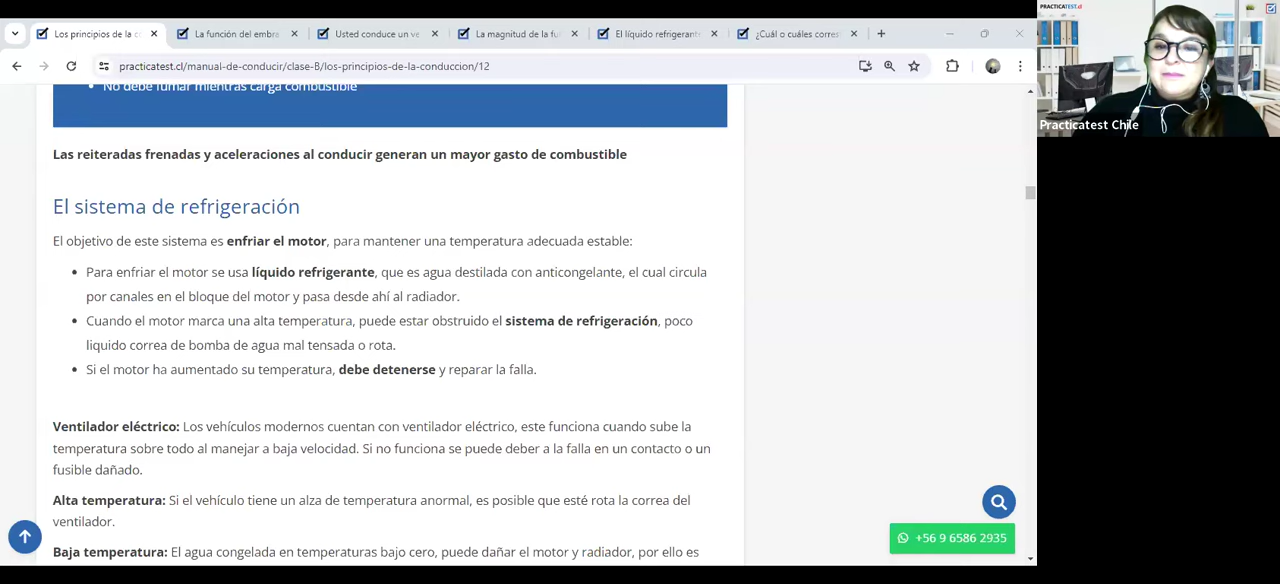 Los principios de la c
La función del embra
Usted conduce un ve
La magnitud de la fu
El líquido refrigerant
¿Cuál o cuáles corres
practicatest.cl/manual-de-conducir/clase-B/los-principios-de-la-conduccion/12
PRACTICATEST.cl
Practicatest Chile
No debe fumar mientras carga combustible
Las reiteradas frenadas y aceleraciones al conducir generan un mayor gasto de combustible
El sistema de refrigeración
El objetivo de este sistema es enfriar el motor, para mantener una temperatura adecuada estable:
Para enfriar el motor se usa líquido refrigerante, que es agua destilada con anticongelante, el cual circula
por canales en el bloque del motor y pasa desde ahí al radiador.
Cuando el motor marca una alta temperatura, puede estar obstruido el sistema de refrigeración, poco
liquido correa de bomba de agua mal tensada o rota.
Si el motor ha aumentado su temperatura, debe detenerse y reparar la falla.
Ventilador eléctrico: Los vehículos modernos cuentan con ventilador eléctrico, este funciona cuando sube la
temperatura sobre todo al manejar a baja velocidad. Si no funciona se puede deber a la falla en un contacto o un
fusible dañado.
Alta temperatura: Si el vehículo tiene un alza de temperatura anormal, es posible que esté rota la correa del
ventilador.
Baja temperatura: El agua congelada en temperaturas bajo cero, puede dañar el motor y radiador, por ello es
+56 9 6586 2935